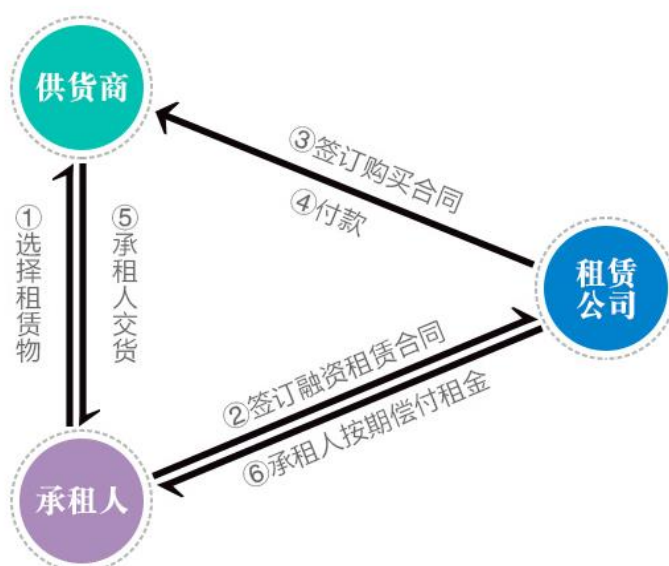 供货商
③签订购买合同
④付款
①选择租赁物
⑤承租人交货
租赁
公司
②签订融资租赁合同
⑥承租人按期偿付租金
承租人